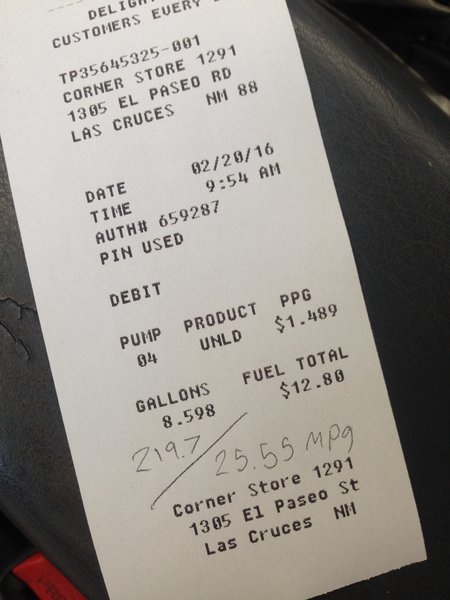 DELIGHT
CUSTOMERS EVERY
TP35645325-001
CORNER STORE 1291
1305 EL PASEO RD
LAS CRUCES NM 88
DATE 02/20/16
TIME 9:54 AM
AUTH# 659287
PIN USED
DEBIT
PUMP PRODUCT PPG
04 UNLD $1.489
GALLONS FUEL TOTAL
8.598 $12.80
219.7 / 25.55 mpg
Corner Store 1291
1305 El Paseo St
Las Cruces NM